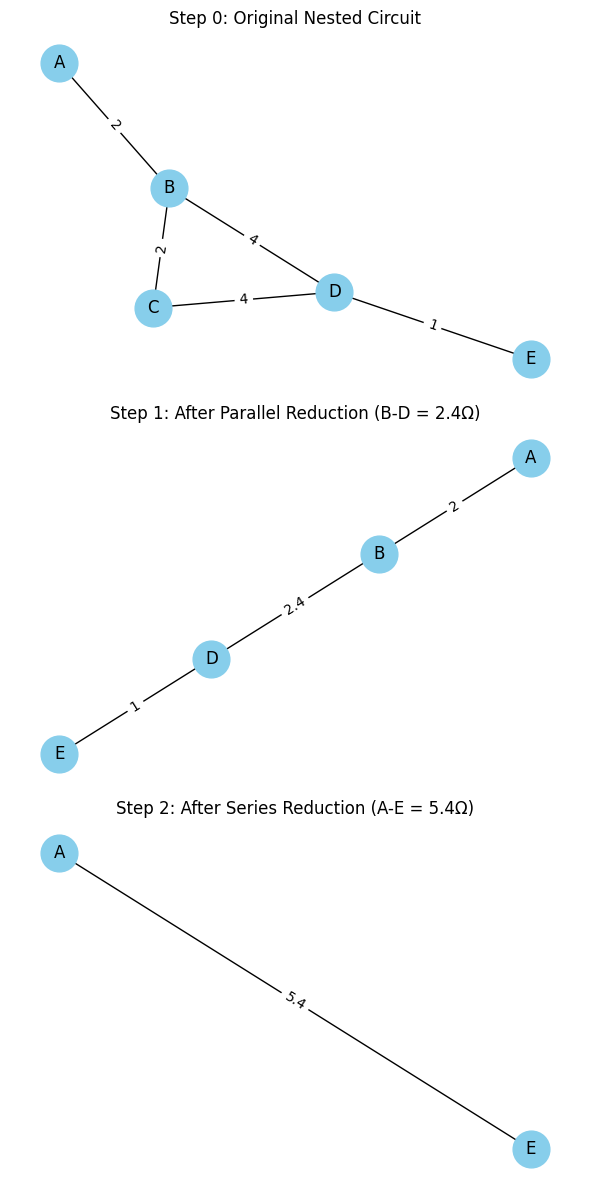 Step 0: Original Nested Circuit
A
2
B
2
4
C
4
D
1
E
Step 1: After Parallel Reduction (B-D = 2.4Ω)
A
2
B
2.4
D
1
E
Step 2: After Series Reduction (A-E = 5.4Ω)
A
5.4
E